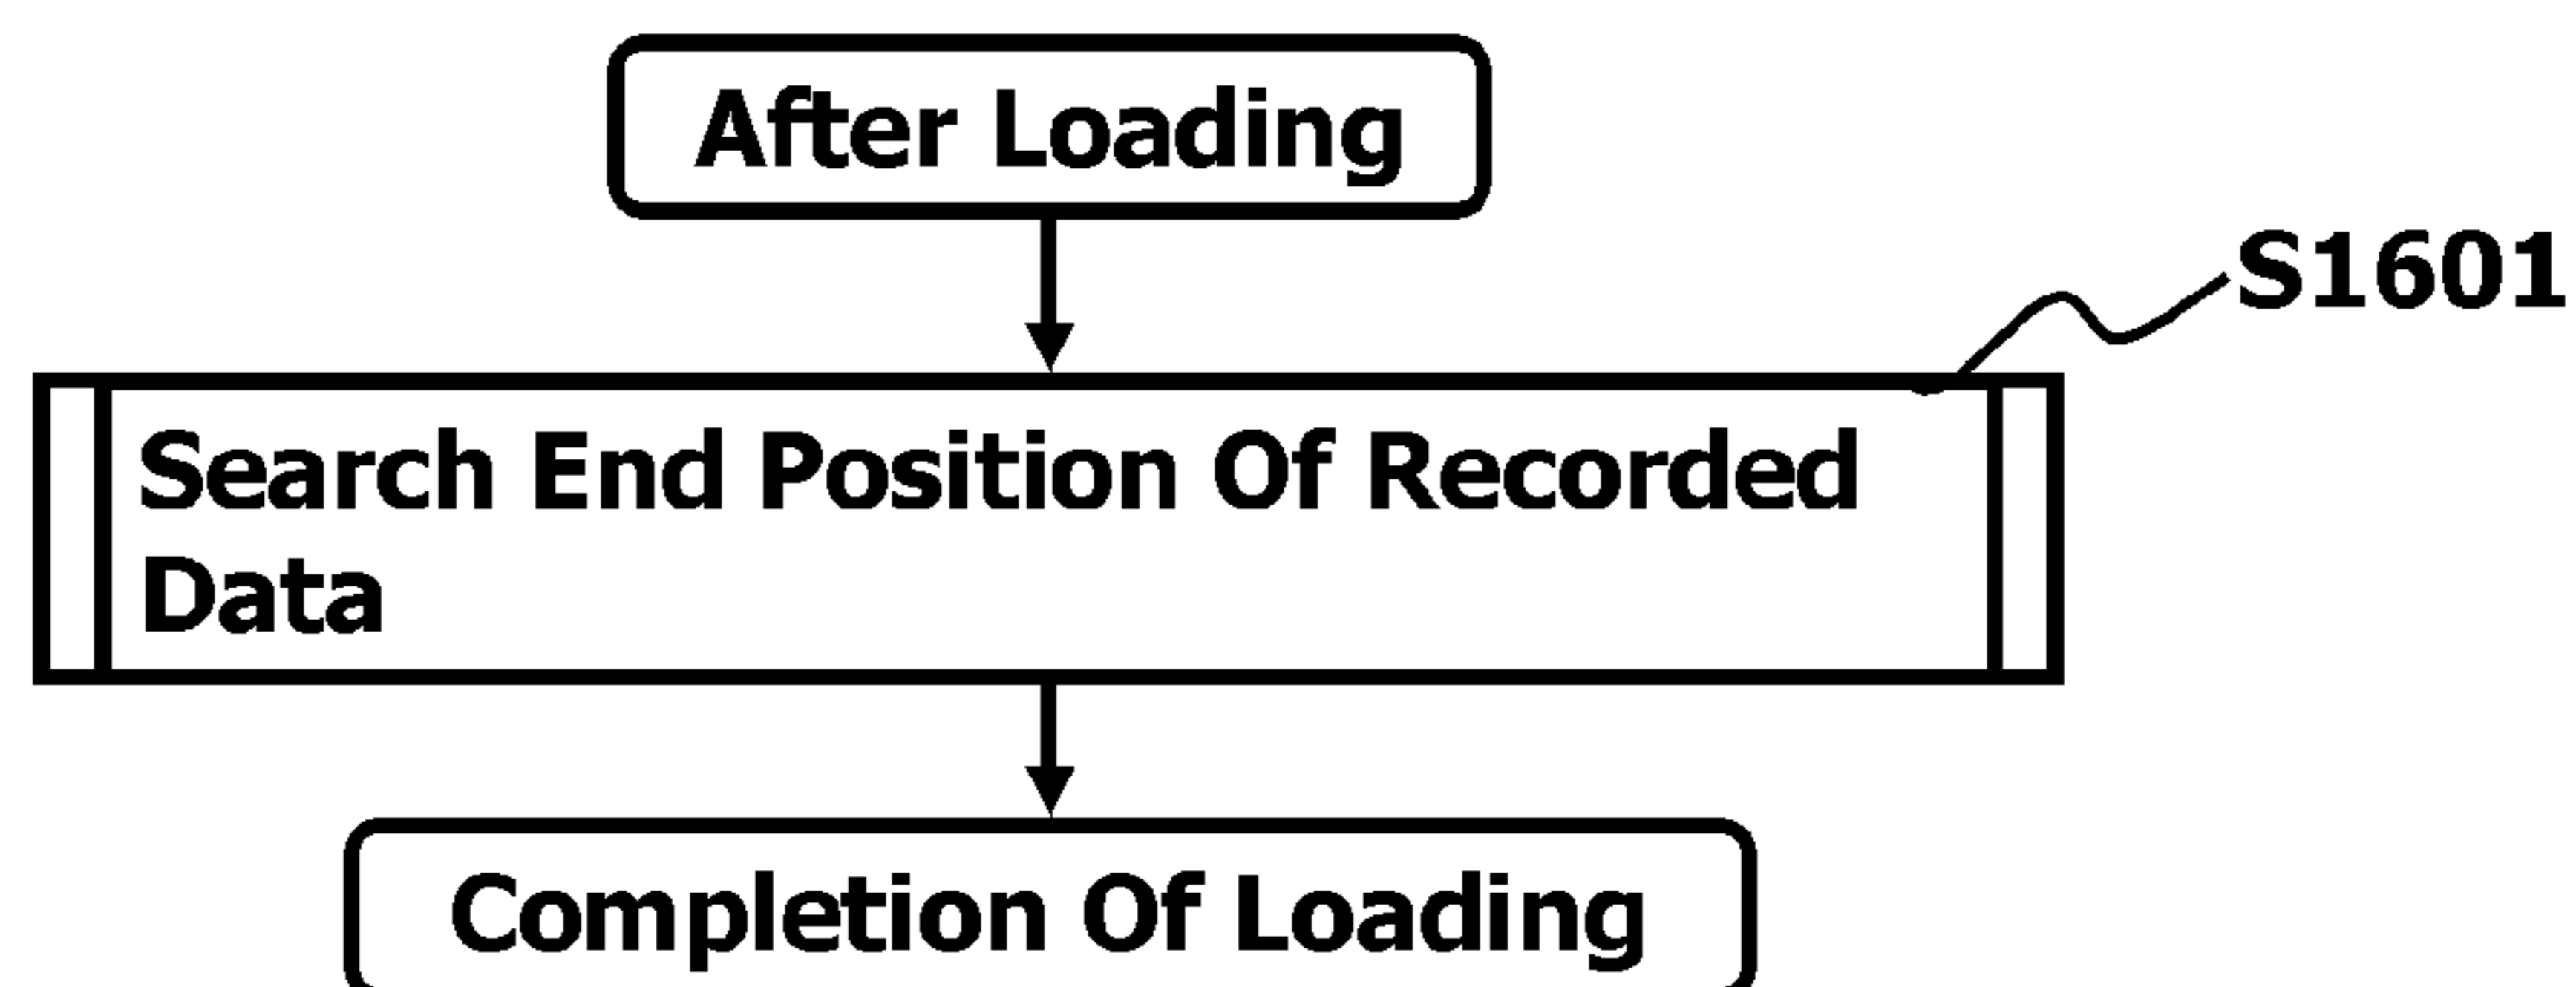 After Loading
S1601
Search End Position Of Recorded
Data
Completion Of Loading